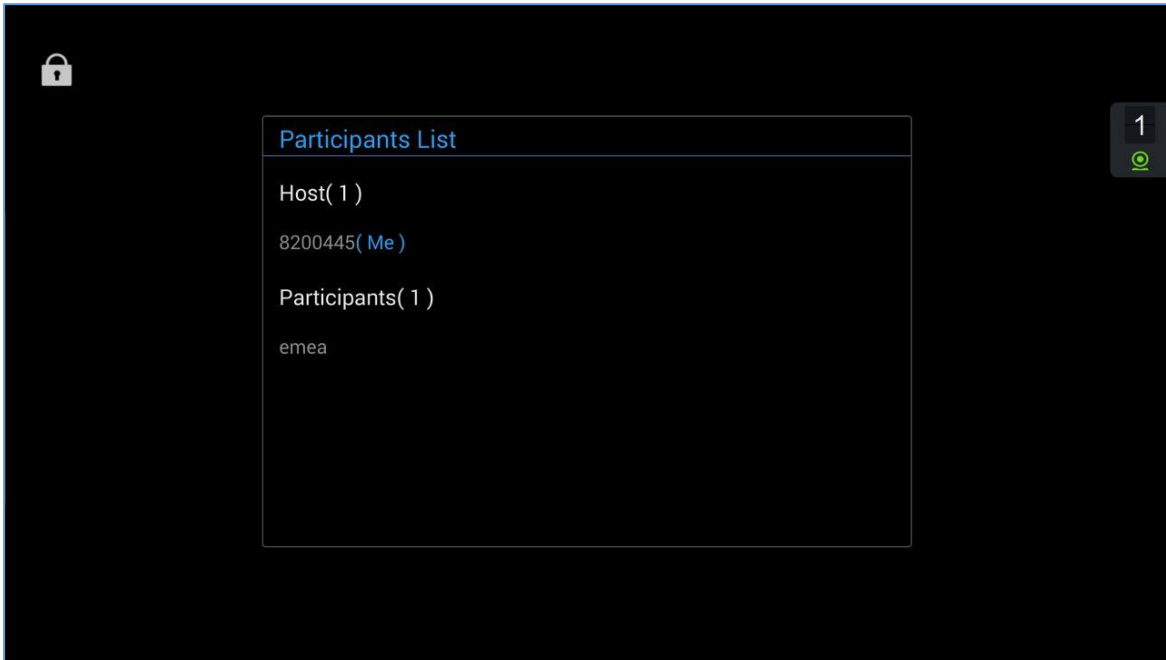 Participants List
1
Host( 1 )
8200445( Me )
Participants( 1 )
emea